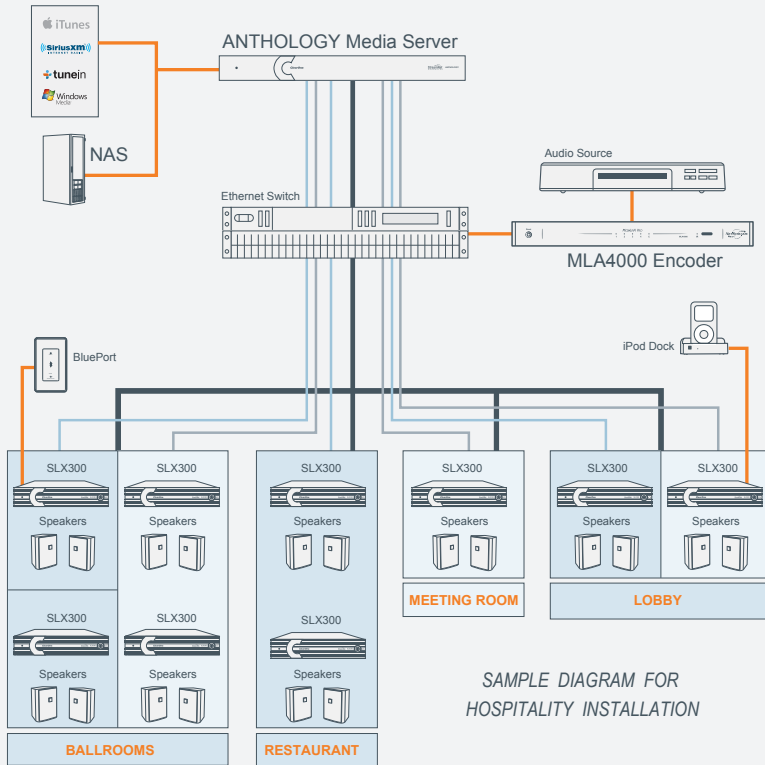 iTunes
((SiriusXM))
INTERNET RADIO
tunein
Windows
Media
ANTHOLOGY Media Server
NAS
Audio Source
Ethernet Switch
MLA4000 Encoder
BluePort
iPod Dock
SLX300
SLX300
SLX300
SLX300
SLX300
SLX300
Speakers
Speakers
Speakers
Speakers
Speakers
Speakers
MEETING ROOM
LOBBY
SLX300
SLX300
SLX300
Speakers
Speakers
Speakers
SAMPLE DIAGRAM FOR
HOSPITALITY INSTALLATION
BALLROOMS
RESTAURANT